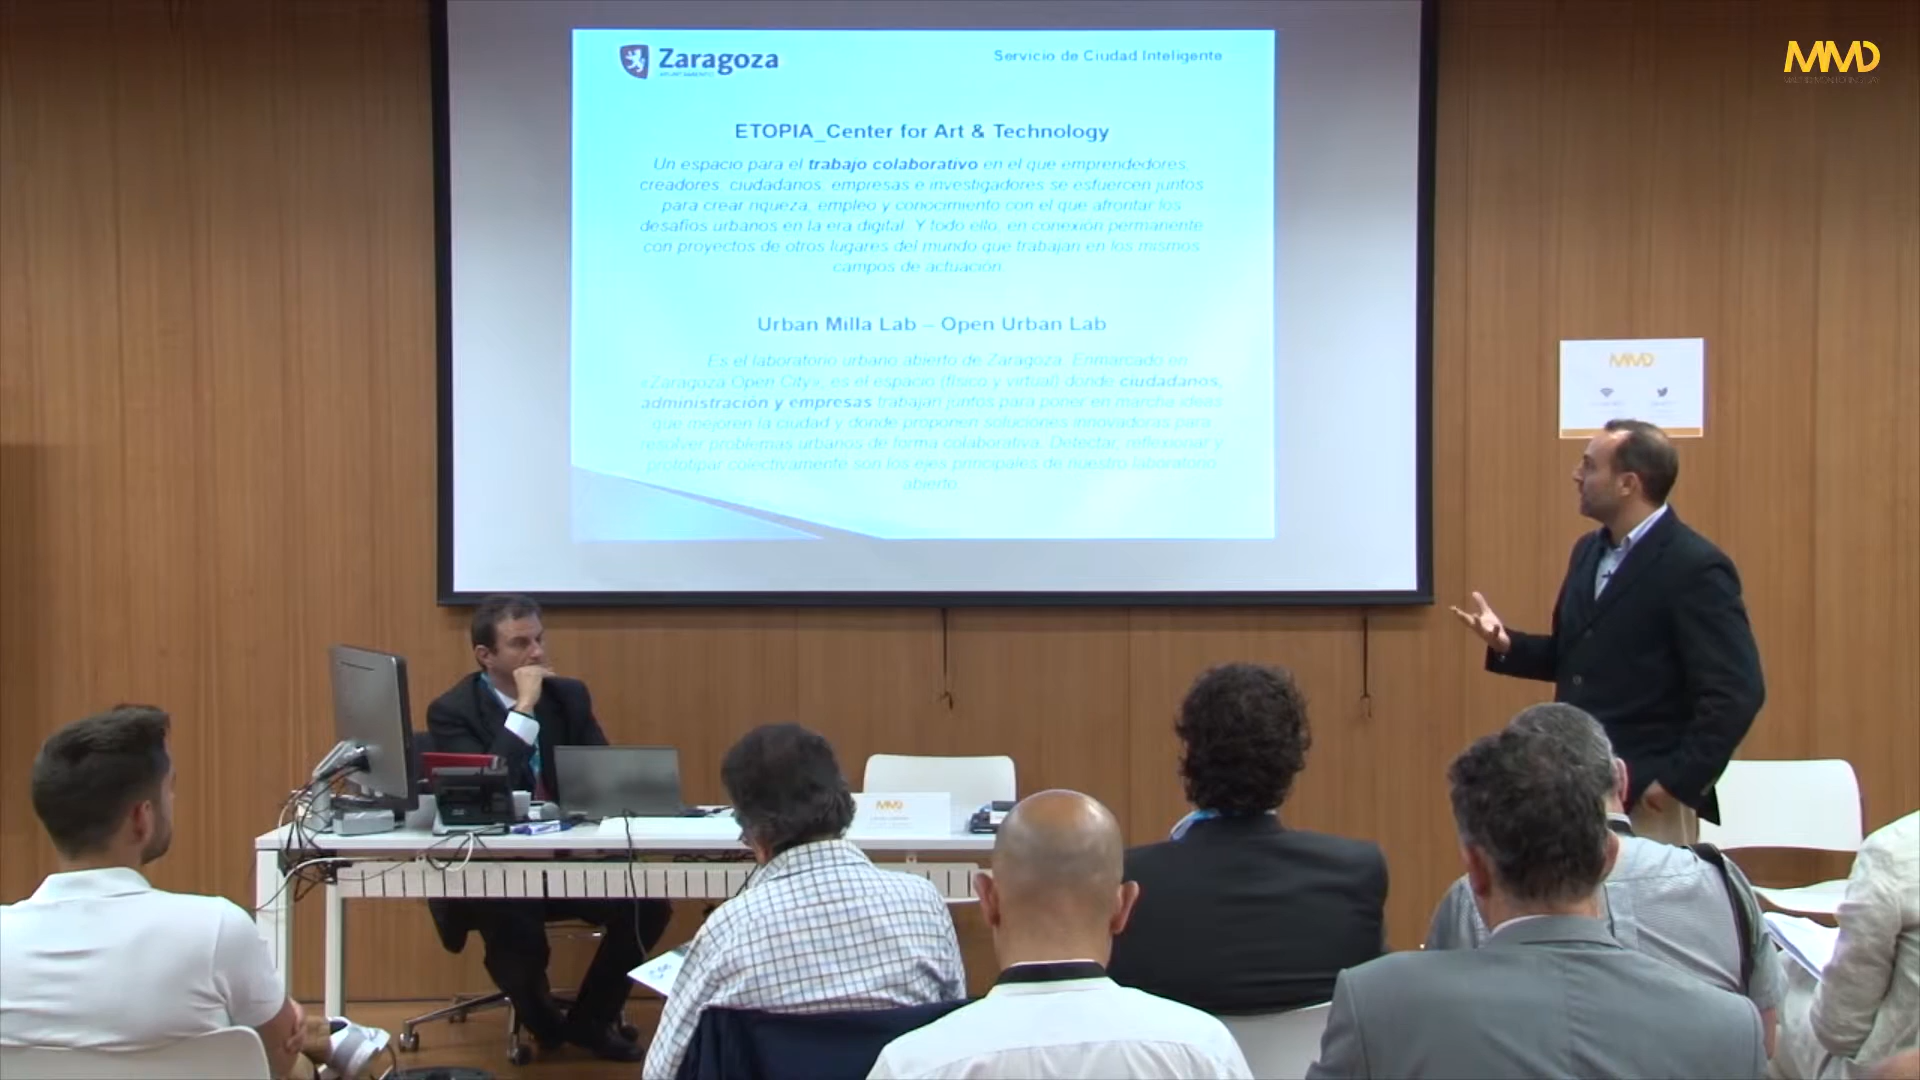 Zaragoza
AYUNTAMIENTO
Servicio de Ciudad Inteligente
MMD
ETOPIA_Center for Art & Technology
Un espacio para el trabajo colaborativo en el que emprendedores,
creadores, ciudadanos, empresas e investigadores se esfuercen juntos
para crear riqueza, empleo y conocimiento con el que afrontar los
desafíos urbanos en la era digital. Y todo ello, en conexión permanente
con proyectos de otros lugares del mundo que trabajan en los mismos
campos de actuación.
Urban Milla Lab – Open Urban Lab
Es el laboratorio urbano abierto de Zaragoza. Enmarcado en
«Zaragoza Open City», es el espacio (físico y virtual) donde ciudadanos,
administración y empresas trabajan juntos para poner en marcha ideas
que mejoren la ciudad y donde proponen soluciones innovadoras para
resolver problemas urbanos de forma colaborativa. Detectar, reflexionar y
prototipar colectivamente son los ejes principales de nuestro laboratorio
abierto.
MMD
MMD